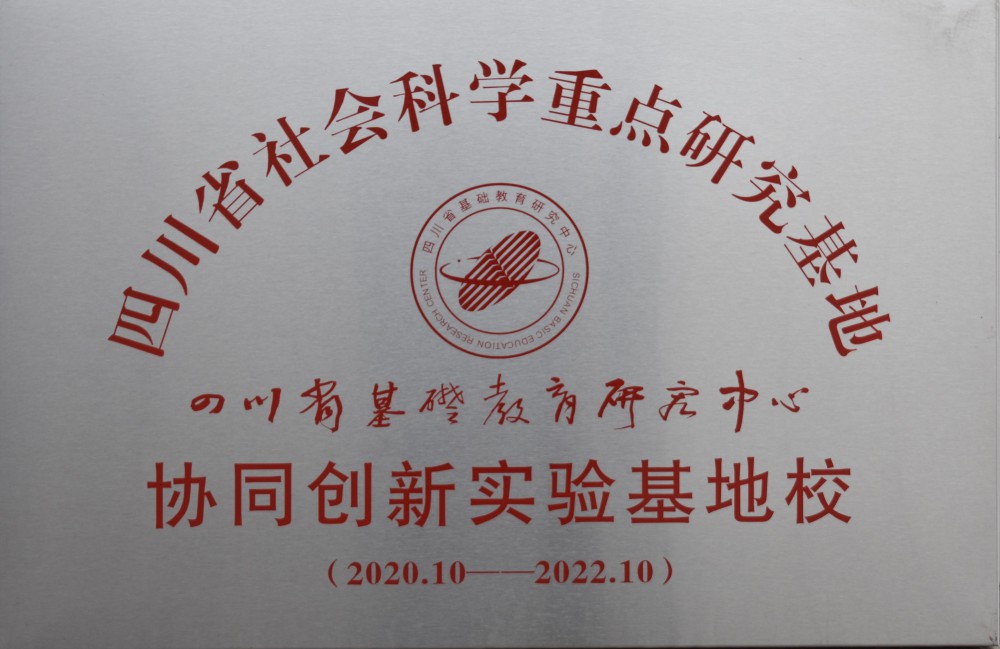 四川省社会科学重点研究基地
四川省基础教育研究中心
SICHUAN BASIC EDUCATION RESEARCH CENTER
四川省基礎教育研究中心
协同创新实验基地校
（2020.10——2022.10）